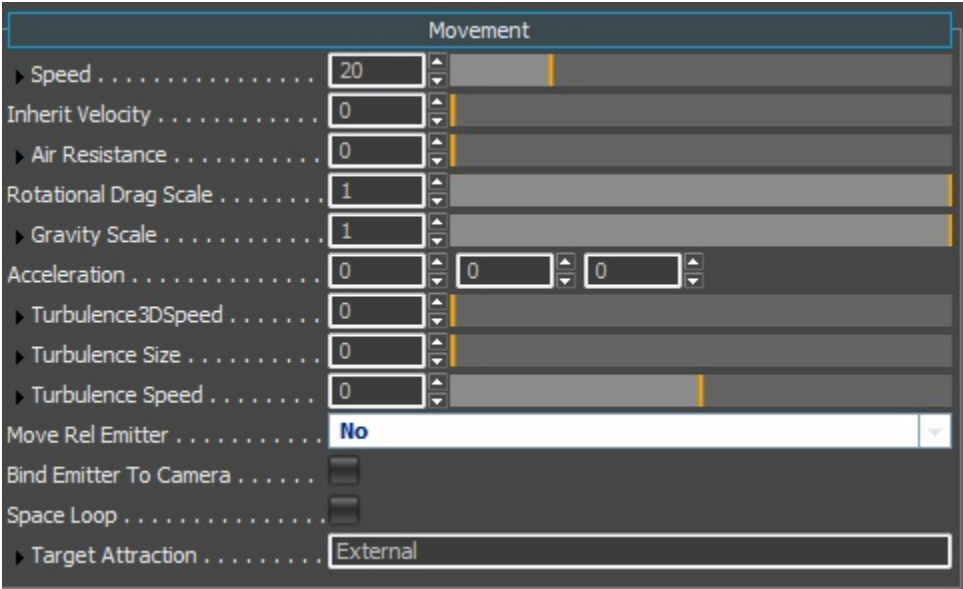 Movement
Speed . . . . . . . . . . . . . . . . 20
Inherit Velocity . . . . . . . . . . . . 0
Air Resistance . . . . . . . . . . . 0
Rotational Drag Scale . . . . . . . . 1
Gravity Scale . . . . . . . . . . . . 1
Acceleration . . . . . . . . . . . . . . 0 0 0
Turbulence3DSpeed . . . . . . . 0
Turbulence Size . . . . . . . . . . 0
Turbulence Speed . . . . . . . . 0
Move Rel Emitter . . . . . . . . . . . No
Bind Emitter To Camera . . . . . .
Space Loop . . . . . . . . . . . . . . .
Target Attraction . . . . . . . . . External